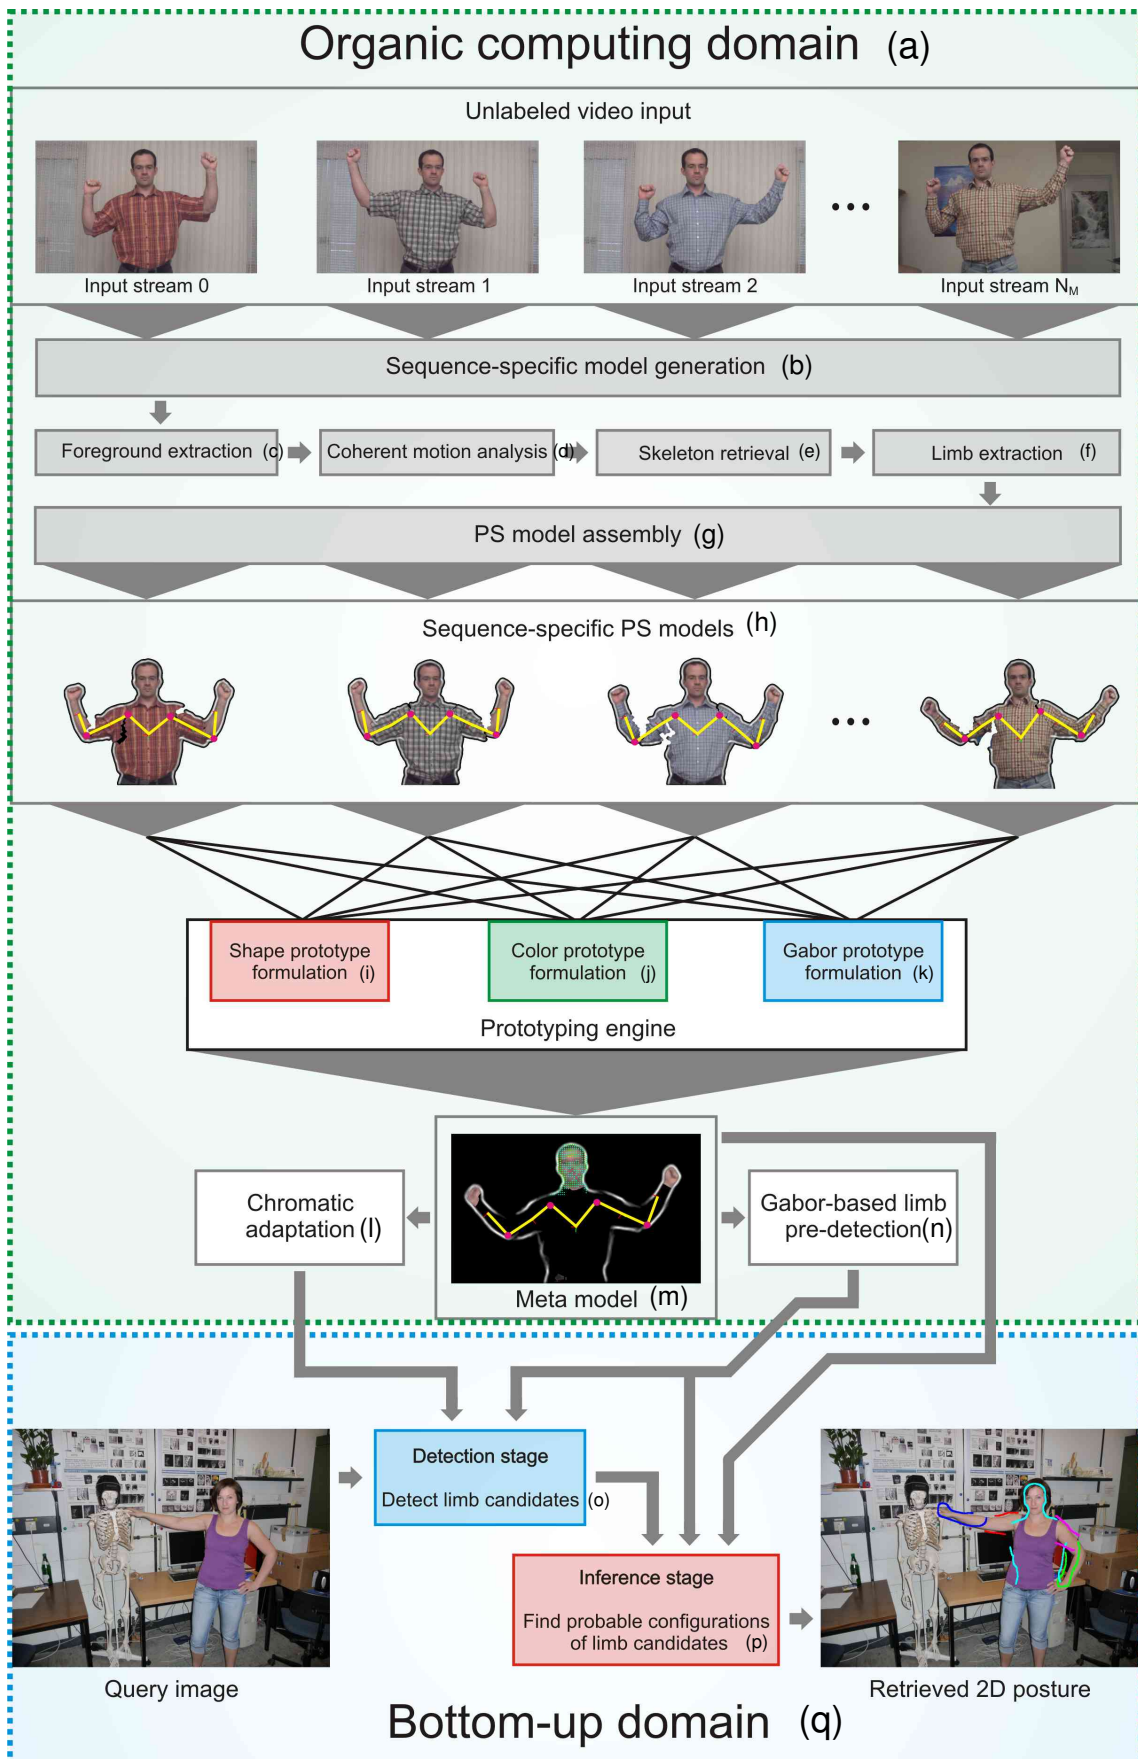 Organic computing domain (a)
Unlabeled video input
Input stream 0
Input stream 1
Input stream 2
Input stream N_M
Sequence-specific model generation (b)
Foreground extraction (c)
Coherent motion analysis (d)
Skeleton retrieval (e)
Limb extraction (f)
PS model assembly (g)
Sequence-specific PS models (h)
Shape prototype
formulation (i)
Color prototype
formulation (j)
Gabor prototype
formulation (k)
Prototyping engine
Chromatic
adaptation (l)
Meta model (m)
Gabor-based limb
pre-detection(n)
Detection stage
Detect limb candidates (o)
Inference stage
Find probable configurations
of limb candidates (p)
Query image
Retrieved 2D posture
Bottom-up domain (q)